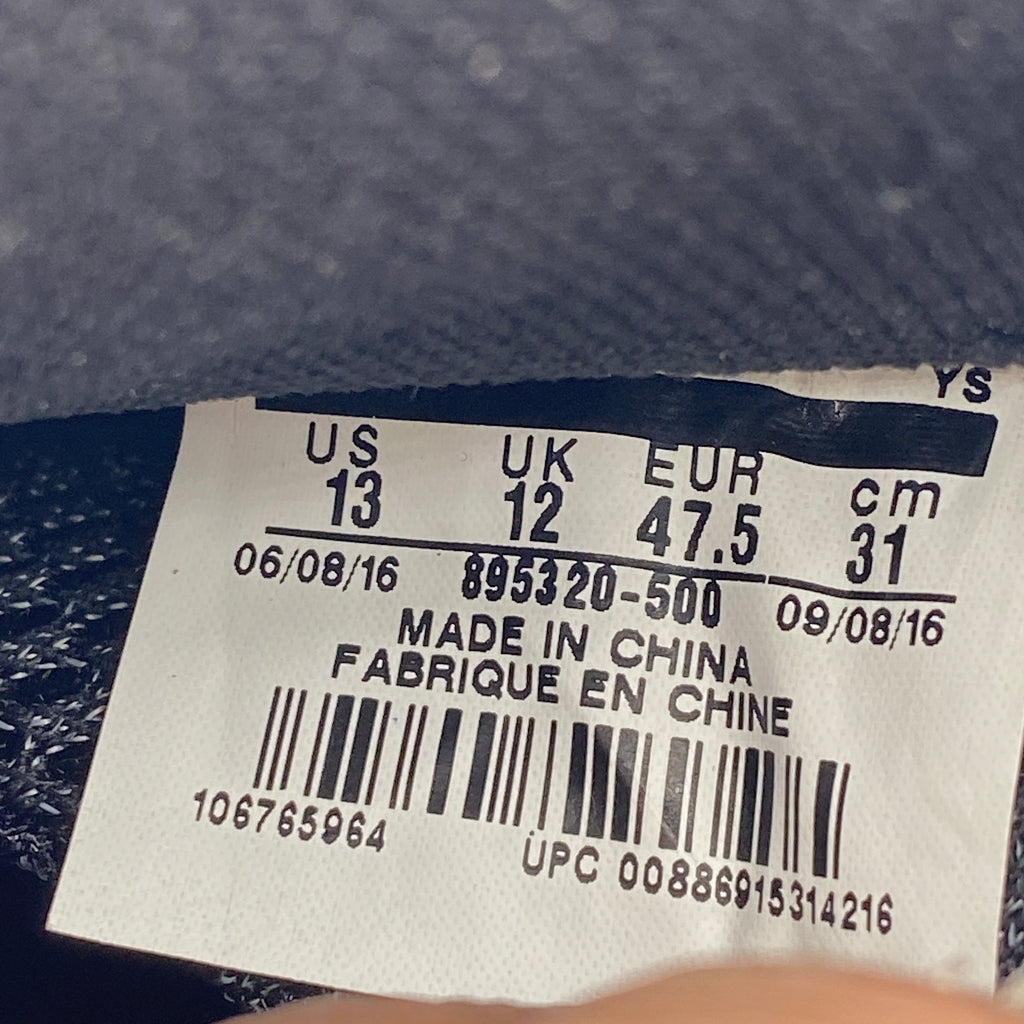 YS
US UK EUR cm
13 12 47.5 31
06/08/16 895320-500 09/08/16
MADE IN CHINA
FABRIQUE EN CHINE
106765964 UPC 00886915314216